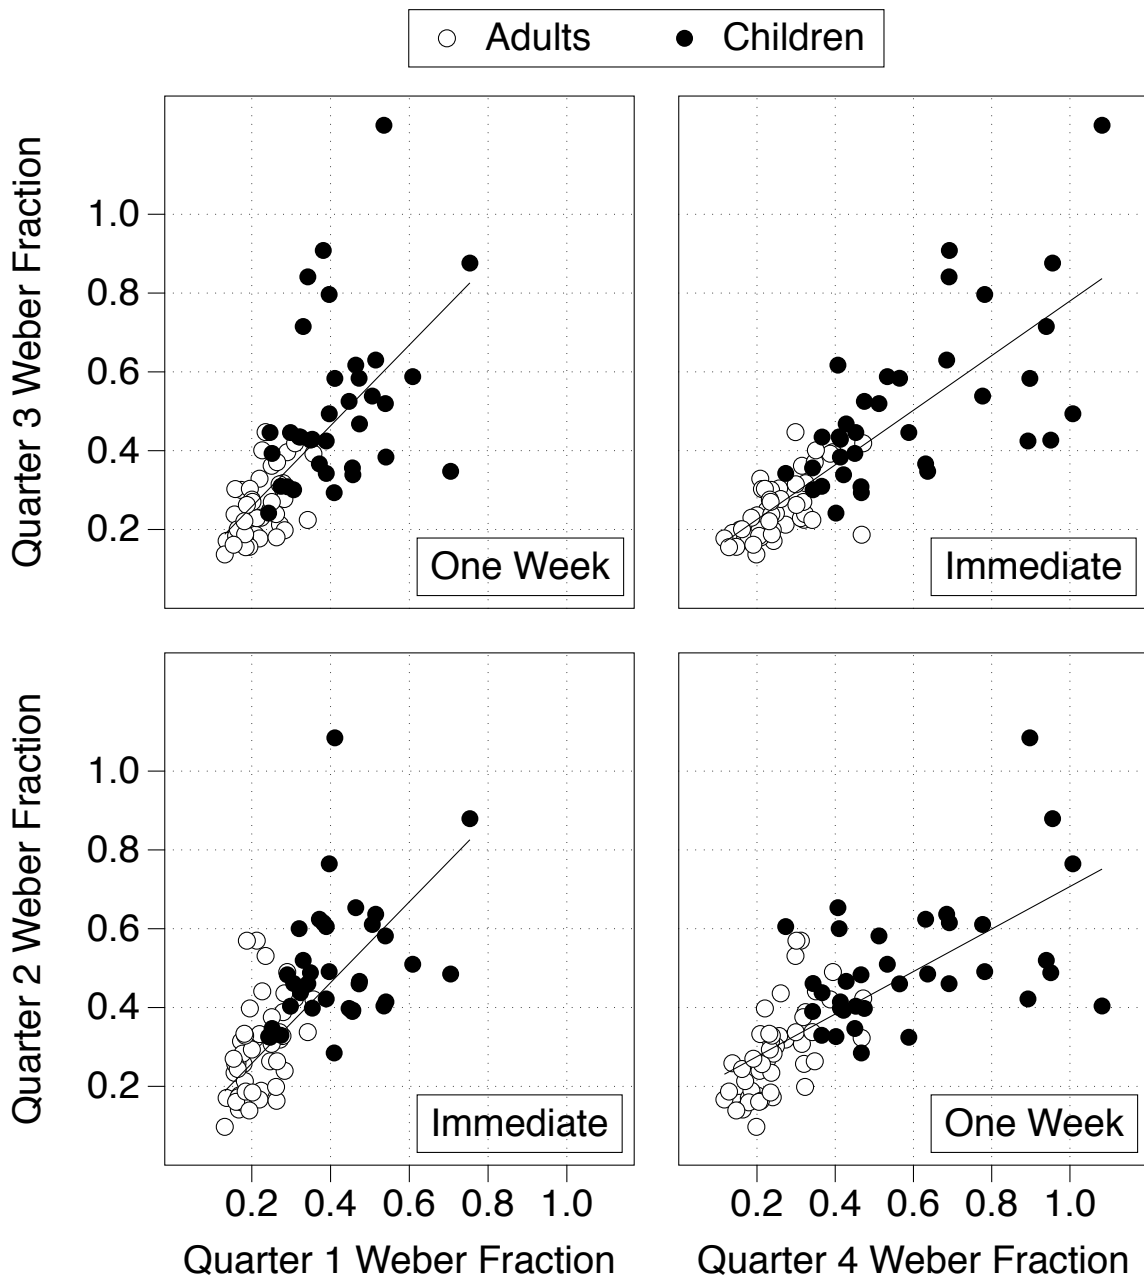 Adults Children
Quarter 3 Weber Fraction
1.0
0.8
0.6
0.4
0.2
One Week
Immediate
Quarter 2 Weber Fraction
1.0
0.8
0.6
0.4
0.2
Immediate
One Week
0.2 0.4 0.6 0.8 1.0
0.2 0.4 0.6 0.8 1.0
Quarter 1 Weber Fraction
Quarter 4 Weber Fraction